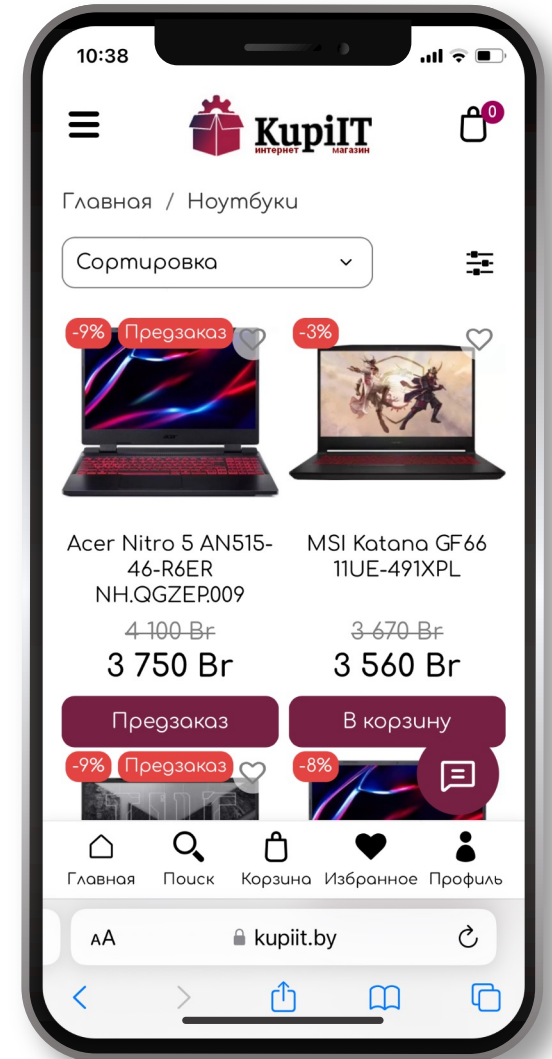 10:38
KupiIT
интернет магазин
0
Главная / Ноутбуки
Сортировка
-9% Предзаказ
-3%
acer
Acer Nitro 5 AN515-
46-R6ER
NH.QGZEP.009
4 100 Br
3 750 Br
Предзаказ
MSI Katana GF66
11UE-491XPL
3 670 Br
3 560 Br
В корзину
-9% Предзаказ
-8%
Главная Поиск Корзина Избранное Профиль
AA
kupiit.by